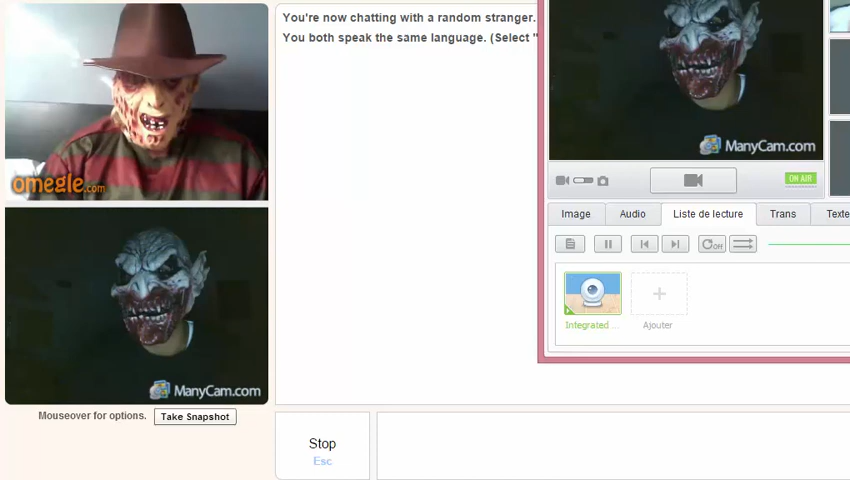 You're now chatting with a random stranger.
You both speak the same language. (Select "
omegle.com
ManyCam.com
ON AIR
Image Audio Liste de lecture Trans Texte
OFF
Integrated ... Ajouter
ManyCam.com
Mouseover for options. Take Snapshot
Stop
Esc